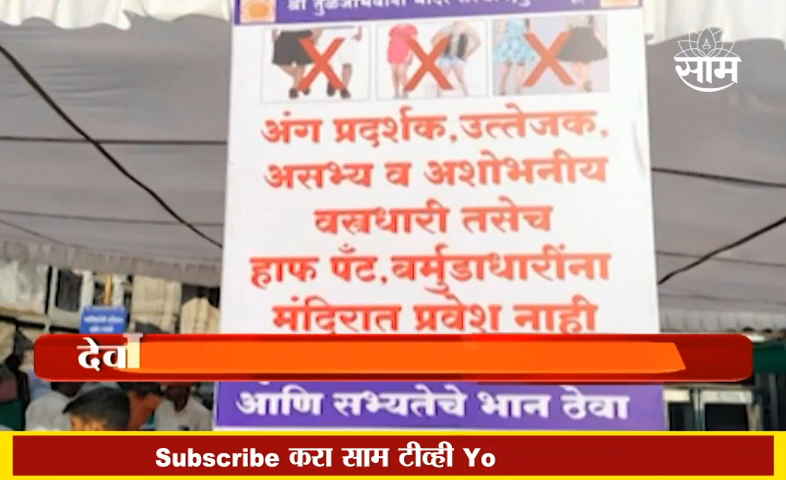 साम
अंग प्रदर्शक,उत्तेजक,
असभ्य व अशोभनीय
वस्त्रधारी तसेच
हाफ पँट,बर्मुडाधारींना
मंदिरात प्रवेश नाही
देव
आणि सभ्यतेचे भान ठेवा
Subscribe करा साम टीव्ही Yo